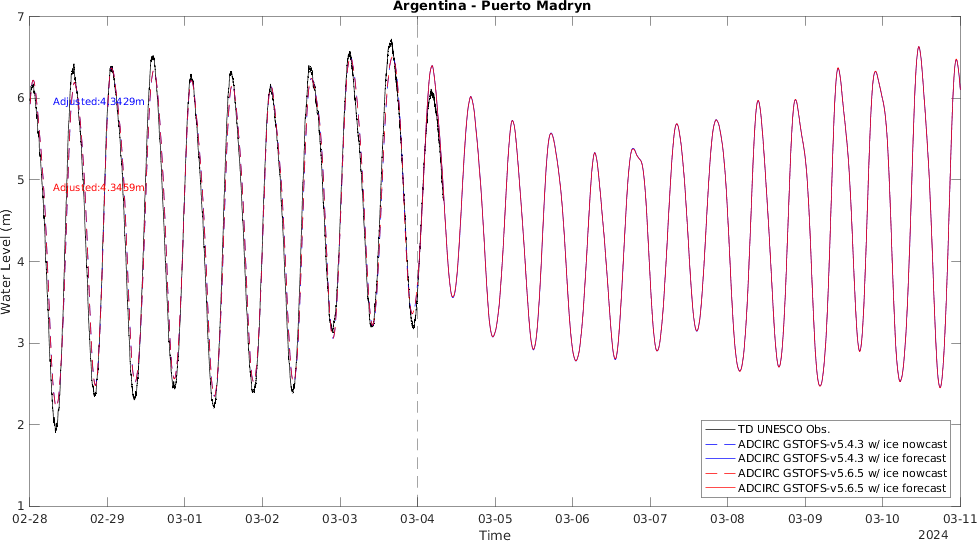 Argentina - Puerto Madryn
7
6
5
4
3
2
1
Water Level (m)
Adjusted:4.3429m
Adjusted:4.3469m
TD UNESCO Obs.
ADCIRC GSTOFS-v5.4.3 w/ ice nowcast
ADCIRC GSTOFS-v5.4.3 w/ ice forecast
ADCIRC GSTOFS-v5.6.5 w/ ice nowcast
ADCIRC GSTOFS-v5.6.5 w/ ice forecast
02-28 02-29 03-01 03-02 03-03 03-04 03-05 03-06 03-07 03-08 03-09 03-10 03-11
Time
2024